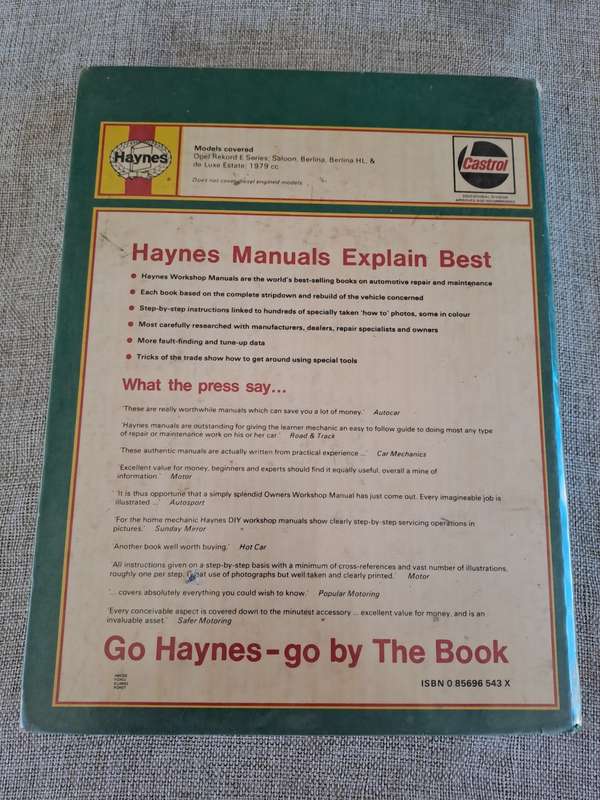 Haynes
Models covered
Opel Rekord E Series; Saloon, Berlina, Berlina HL, &
de Luxe Estate; 1979 cc
Does not cover diesel engined models
Castrol
EDUCATIONAL DIVISION
APPROVES AND RECOMMENDS
Haynes Manuals Explain Best
Haynes Workshop Manuals are the world's best-selling books on automotive repair and maintenance
Each book based on the complete stripdown and rebuild of the vehicle concerned
Step-by-step instructions linked to hundreds of specially taken 'how to' photos, some in colour
Most carefully researched with manufacturers, dealers, repair specialists and owners
More fault-finding and tune-up data
Tricks of the trade show how to get around using special tools
What the press say...
'These are really worthwhile manuals which can save you a lot of money.' Autocar
'Haynes manuals are outstanding for giving the learner mechanic an easy to follow guide to doing most any type
of repair or maintenance work on his or her car.' Road & Track
'These authentic manuals are actually written from practical experience ...' Car Mechanics
'Excellent value for money, beginners and experts should find it equally useful, overall a mine of
information.' Motor
'It is thus opportune that a simply splendid Owners Workshop Manual has just come out. Every imageable job is
illustrated ...' Autosport
'For the home mechanic Haynes DIY workshop manuals show clearly step-by-step servicing operations in
pictures.' Sunday Mirror
'Another book well worth buying.' Hot Car
'All instructions given on a step-by-step basis with a minimum of cross-references and vast number of illustrations,
roughly one per step. Great use of photographs but well taken and clearly printed.' Motor
'... covers absolutely everything you could wish to know.' Popular Motoring
'Every conceivable aspect is covered down to the minutest accessory ... excellent value for money, and is an
invaluable asset.' Safer Motoring
Go Haynes-go by The Book
ISBN 0 85696 543 X